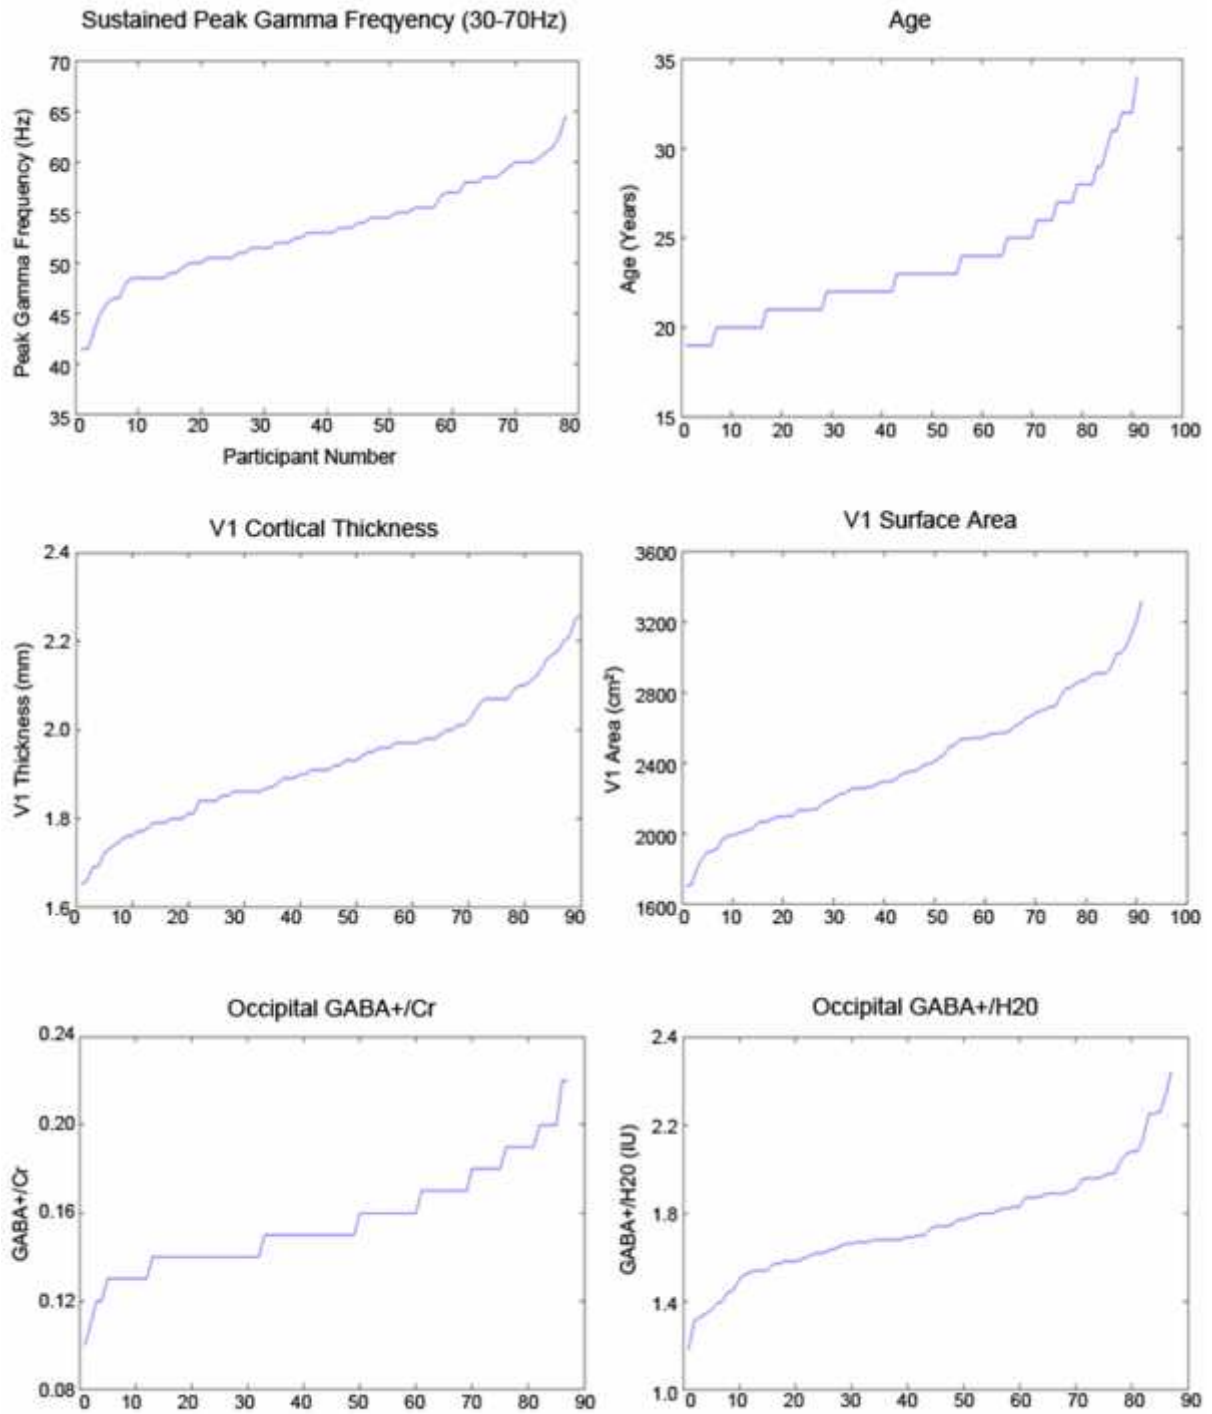 Sustained Peak Gamma Freqyency (30-70Hz)
70
65
60
55
50
45
40
35
Peak Gamma Frequency (Hz)
0 10 20 30 40 50 60 70 80
Participant Number
Age
35
30
25
20
15
Age (Years)
0 10 20 30 40 50 60 70 80 90 100
V1 Cortical Thickness
2.4
2.2
2.0
1.8
1.6
V1 Thickness (mm)
0 10 20 30 40 50 60 70 80 90
V1 Surface Area
3600
3200
2800
2400
2000
1600
V1 Area (cm²)
0 10 20 30 40 50 60 70 80 90 100
Occipital GABA+/Cr
0.24
0.20
0.16
0.12
0.08
GABA+/Cr
0 10 20 30 40 50 60 70 80 90
Occipital GABA+/H20
2.4
2.2
1.8
1.4
1.0
GABA+/H20 (IU)
0 10 20 30 40 50 60 70 80 90